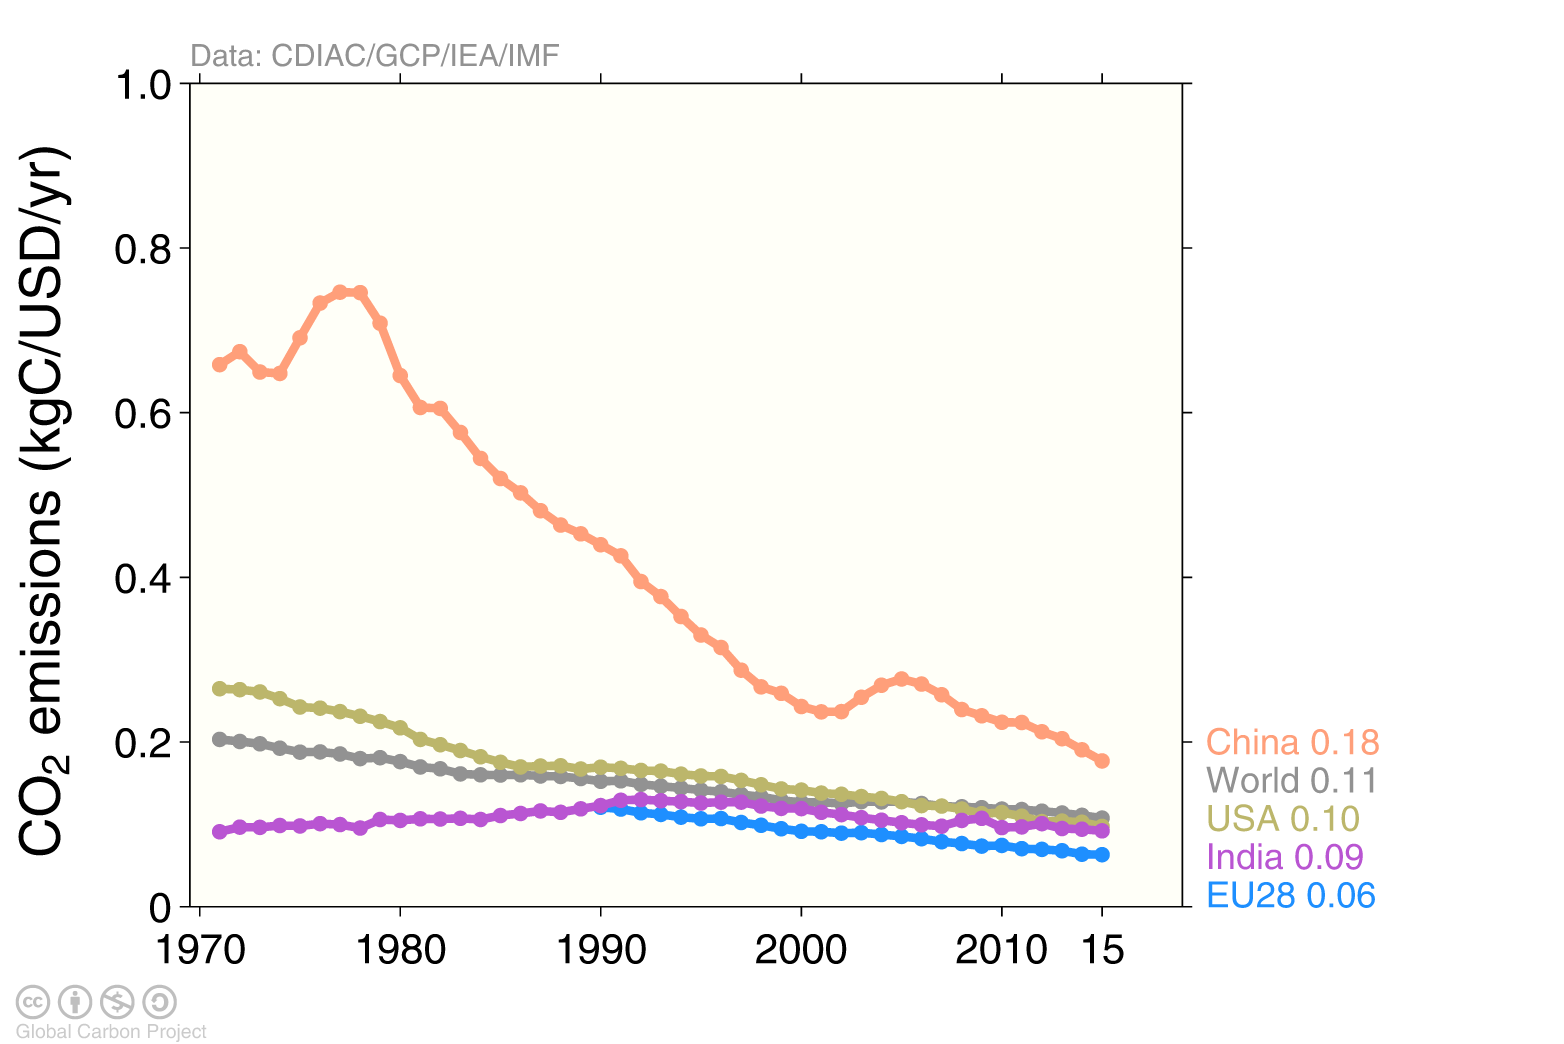 Data: CDIAC/GCP/IEA/IMF
CO2 emissions (kgC/USD/yr)
1.0
0.8
0.6
0.4
0.2
0
1970 1980 1990 2000 2010 15
China 0.18
World 0.11
USA 0.10
India 0.09
EU28 0.06
cc
Global Carbon Project